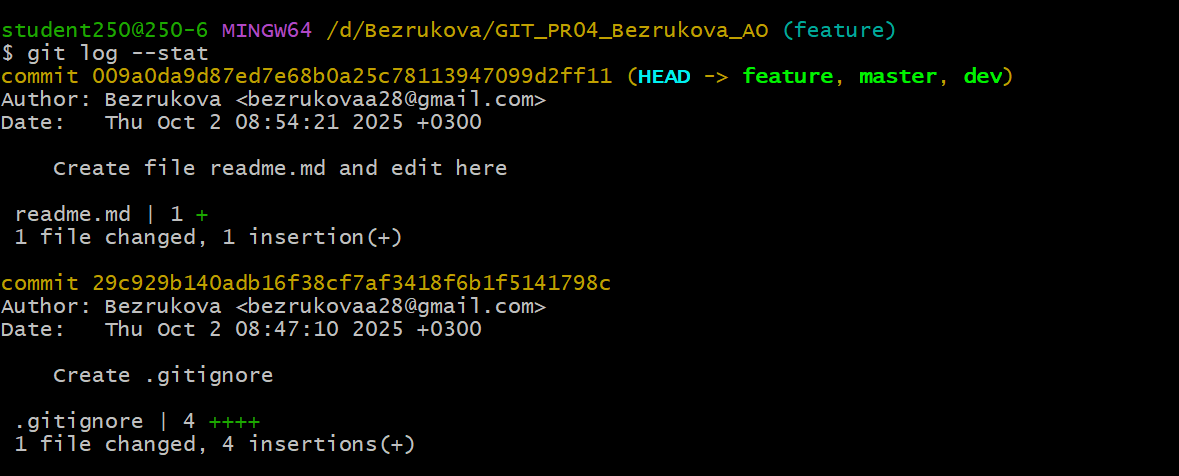 student250@250-6 MINGW64 /d/Bezrukova/GIT_PR04_Bezrukova_AO (feature)
$ git log --stat
commit 009a0da9d87ed7e68b0a25c78113947099d2ff11 (HEAD -> feature, master, dev)
Author: Bezrukova <bezrukovaa28@gmail.com>
Date:   Thu Oct 2 08:54:21 2025 +0300
Create file readme.md and edit here
readme.md | 1 +
1 file changed, 1 insertion(+)
commit 29c929b140adb16f38cf7af3418f6b1f5141798c
Author: Bezrukova <bezrukovaa28@gmail.com>
Date:   Thu Oct 2 08:47:10 2025 +0300
Create .gitignore
.gitignore | 4 ++++
1 file changed, 4 insertions(+)